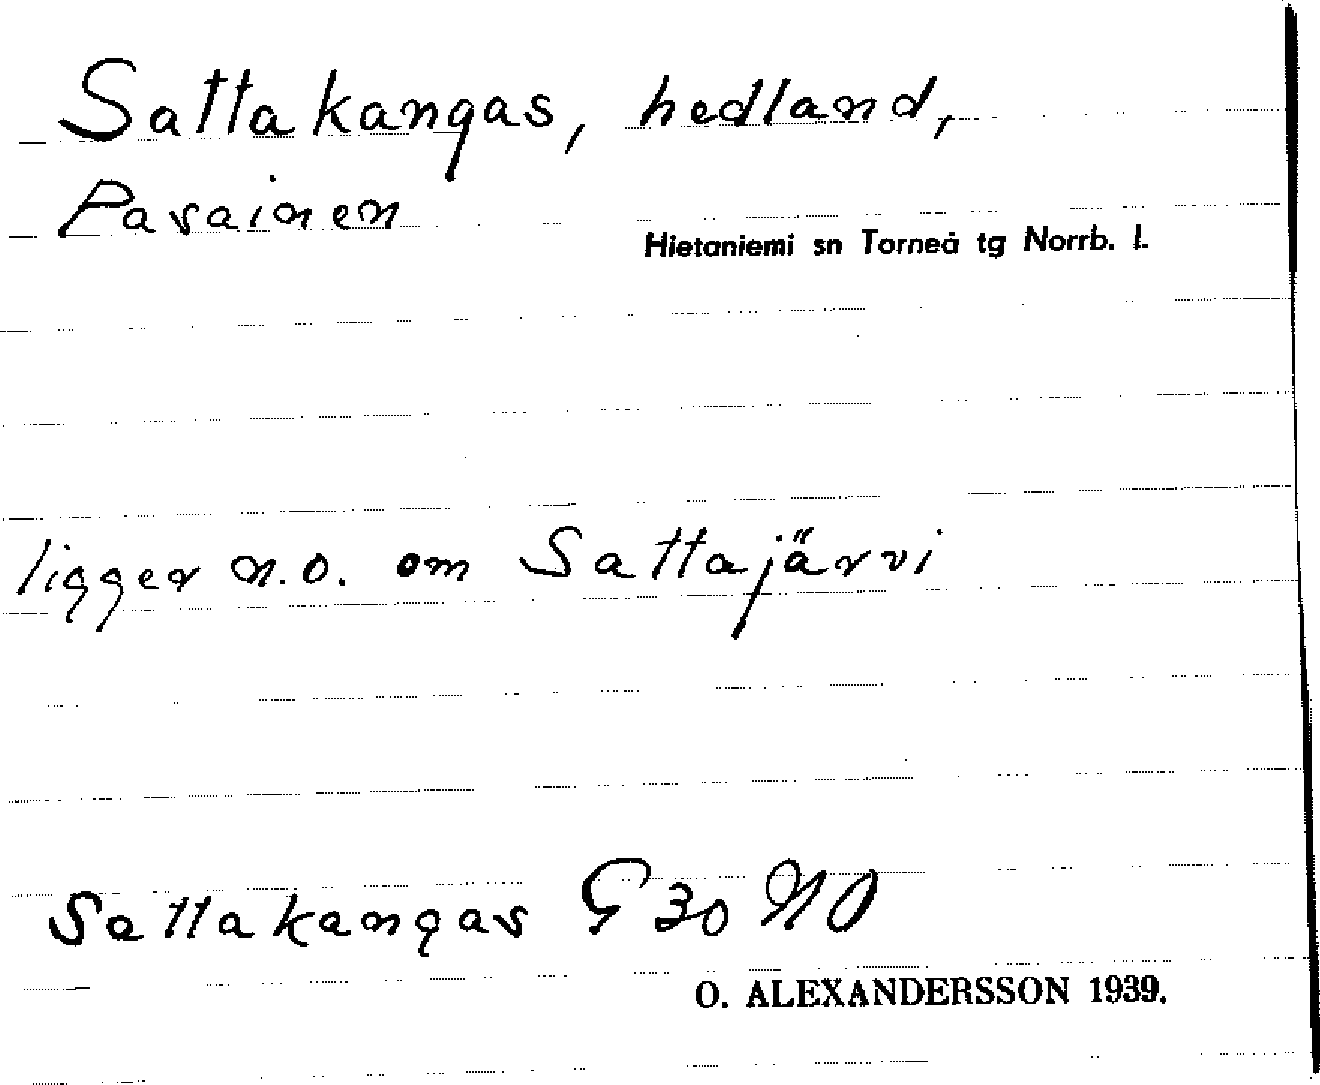 Sattakangas, hedland,
Pasainen
Hietaniemi sn Torneå tg Norrb. l.
ligger n.o. om Sattajärvi
Sattakangas G 30 NO
O. ALEXANDERSSON 1939.